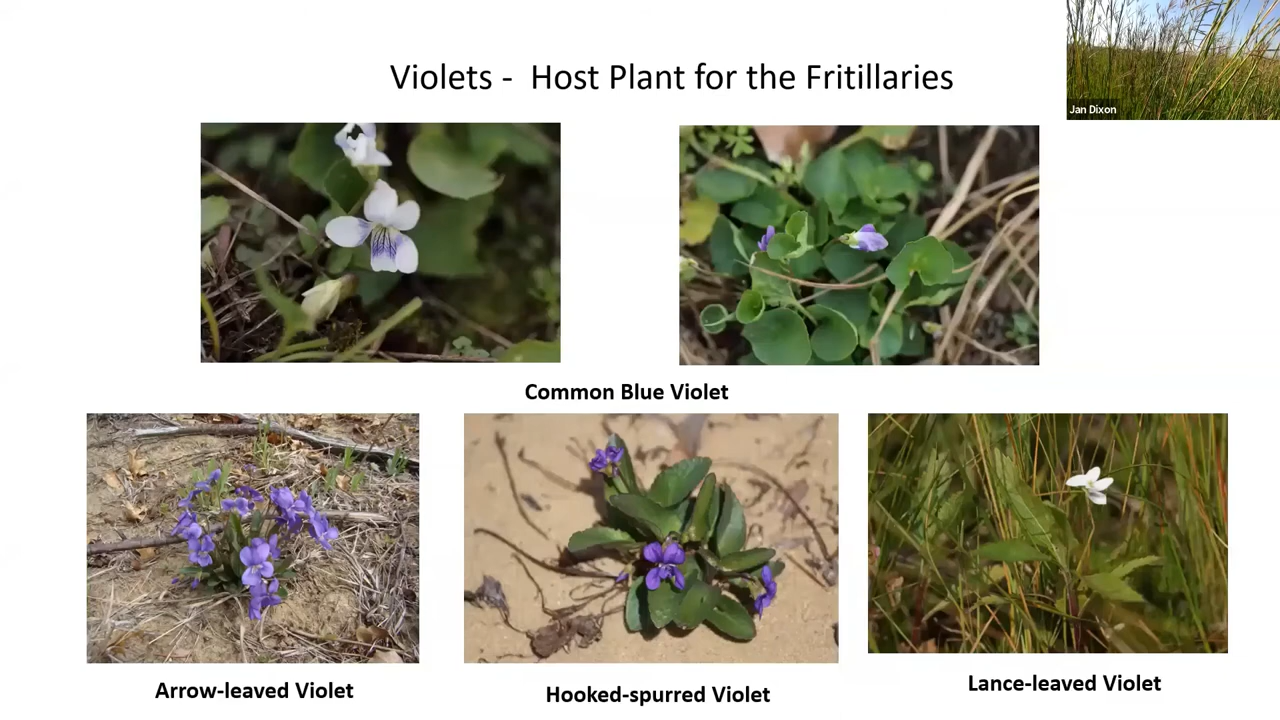 Violets - Host Plant for the Fritillaries
Jan Dixon
Common Blue Violet
Arrow-leaved Violet
Hooked-spurred Violet
Lance-leaved Violet